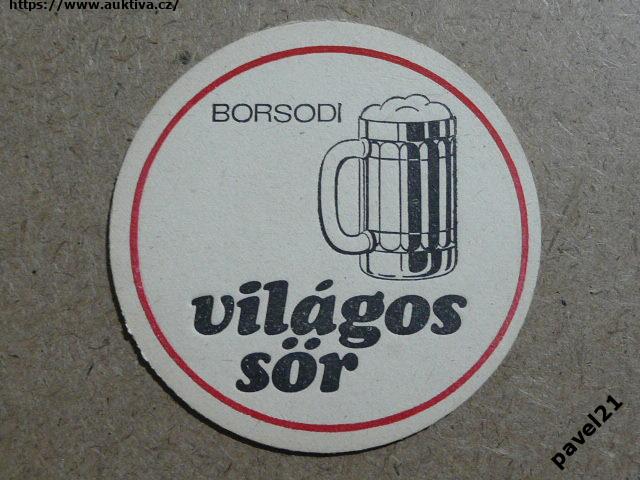 https://www.auktiva.cz/
BORSODI
világos
sör
pavel21